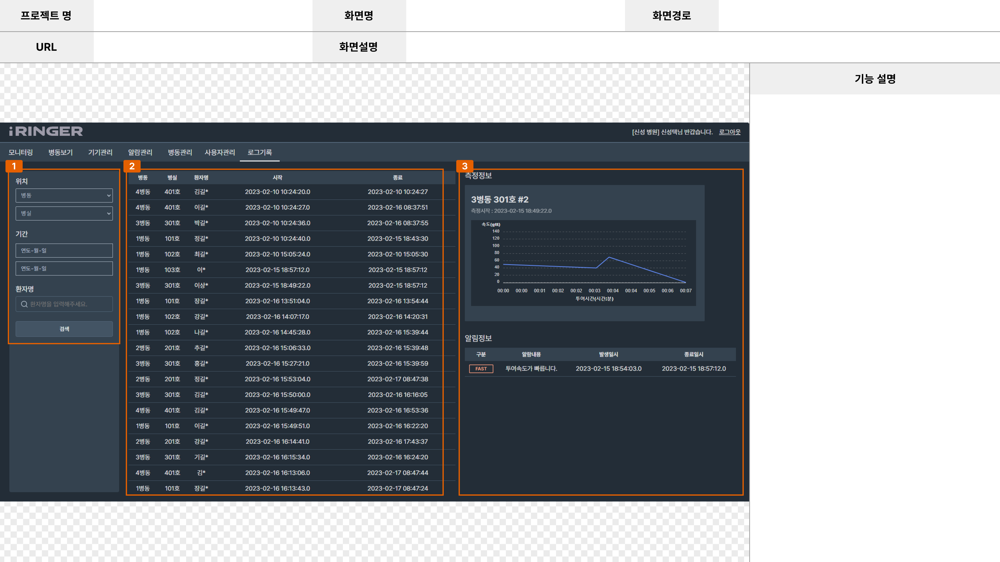 프로젝트 명
화면명
화면경로
URL
화면설명
기능 설명
iRINGER
[신성 병원] 신성택님 반갑습니다. 로그아웃
모니터링 병동보기 기기관리 알람관리 병동관리 사용자관리 로그기록
1
위치
병동
병실
기간
연도-월-일
연도-월-일
환자명
환자명을 입력해주세요.
검색
2
병동 병실 환자명 시작 종료
4병동 401호 김길* 2023-02-10 10:24:20.0 2023-02-10 10:24:27
4병동 401호 이길* 2023-02-10 10:24:27.0 2023-02-16 08:37:51
3병동 301호 박길* 2023-02-10 10:24:36.0 2023-02-16 08:37:55
1병동 101호 정길* 2023-02-10 10:24:40.0 2023-02-15 18:43:30
1병동 102호 최길* 2023-02-10 15:05:24.0 2023-02-10 15:05:30
1병동 103호 이* 2023-02-15 18:57:12.0 2023-02-15 18:57:12
3병동 301호 이상* 2023-02-15 18:49:22.0 2023-02-15 18:57:12
1병동 101호 장길* 2023-02-16 13:51:04.0 2023-02-16 13:54:44
1병동 102호 강길* 2023-02-16 14:07:17.0 2023-02-16 14:20:31
1병동 102호 나길* 2023-02-16 14:45:28.0 2023-02-16 15:39:44
2병동 201호 추길* 2023-02-16 15:06:33.0 2023-02-16 15:39:48
3병동 301호 홍길* 2023-02-16 15:27:21.0 2023-02-16 15:39:59
2병동 201호 정길* 2023-02-16 15:53:04.0 2023-02-17 08:47:38
3병동 301호 김길* 2023-02-16 15:50:00.0 2023-02-16 16:16:05
4병동 401호 김길* 2023-02-16 15:49:47.0 2023-02-16 16:53:36
1병동 101호 이길* 2023-02-16 15:49:51.0 2023-02-16 16:22:20
2병동 201호 강길* 2023-02-16 16:14:41.0 2023-02-16 17:43:37
3병동 301호 기길* 2023-02-16 16:15:34.0 2023-02-16 16:24:20
4병동 401호 김* 2023-02-16 16:13:06.0 2023-02-17 08:47:44
1병동 101호 장길* 2023-02-16 16:13:43.0 2023-02-17 08:47:24
3
측정정보
3병동 301호 #2
측정시작 : 2023-02-15 18:49:22.0
속도(gtt)
140
120
100
80
60
40
20
0
00:00 00:00 00:01 00:02 00:02 00:03 00:04 00:04 00:05 00:06 00:07
투여시간(시간:분)
알림정보
구분 알람내용 발생일시 종료일시
FAST 투여속도가 빠릅니다. 2023-02-15 18:54:03.0 2023-02-15 18:57:12.0